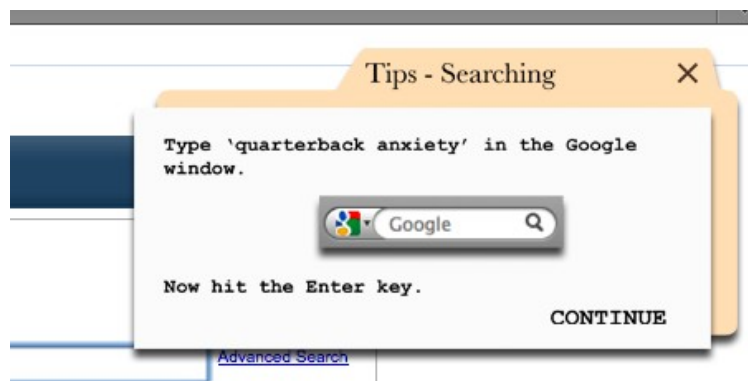 Tips - Searching
Type ‘quarterback anxiety’ in the Google
window.
Google
Now hit the Enter key.
CONTINUE
Advanced Search